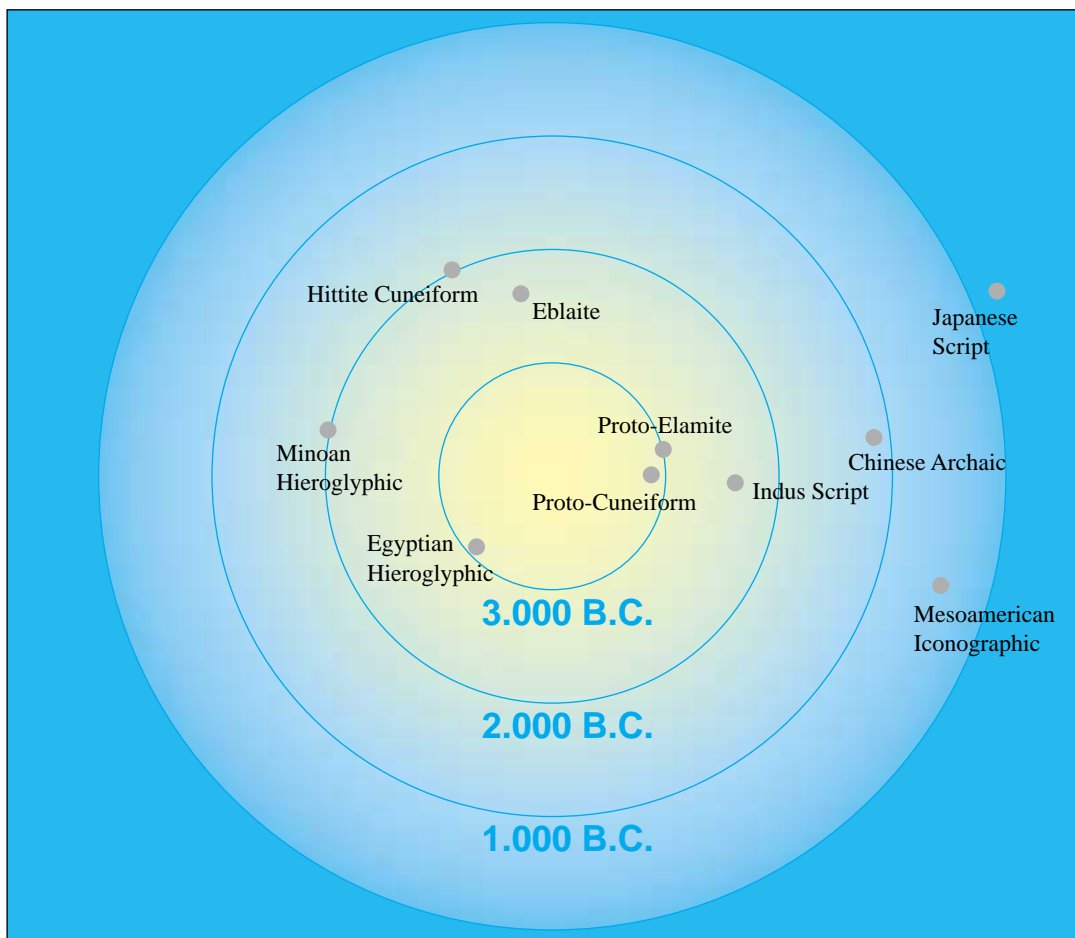 Hittite Cuneiform
Eblaite
Japanese
Script
Proto-Elamite
Minoan
Hieroglyphic
Chinese Archaic
Proto-Cuneiform
Indus Script
Egyptian
Hieroglyphic
3.000 B.C.
Mesoamerican
Iconographic
2.000 B.C.
1.000 B.C.